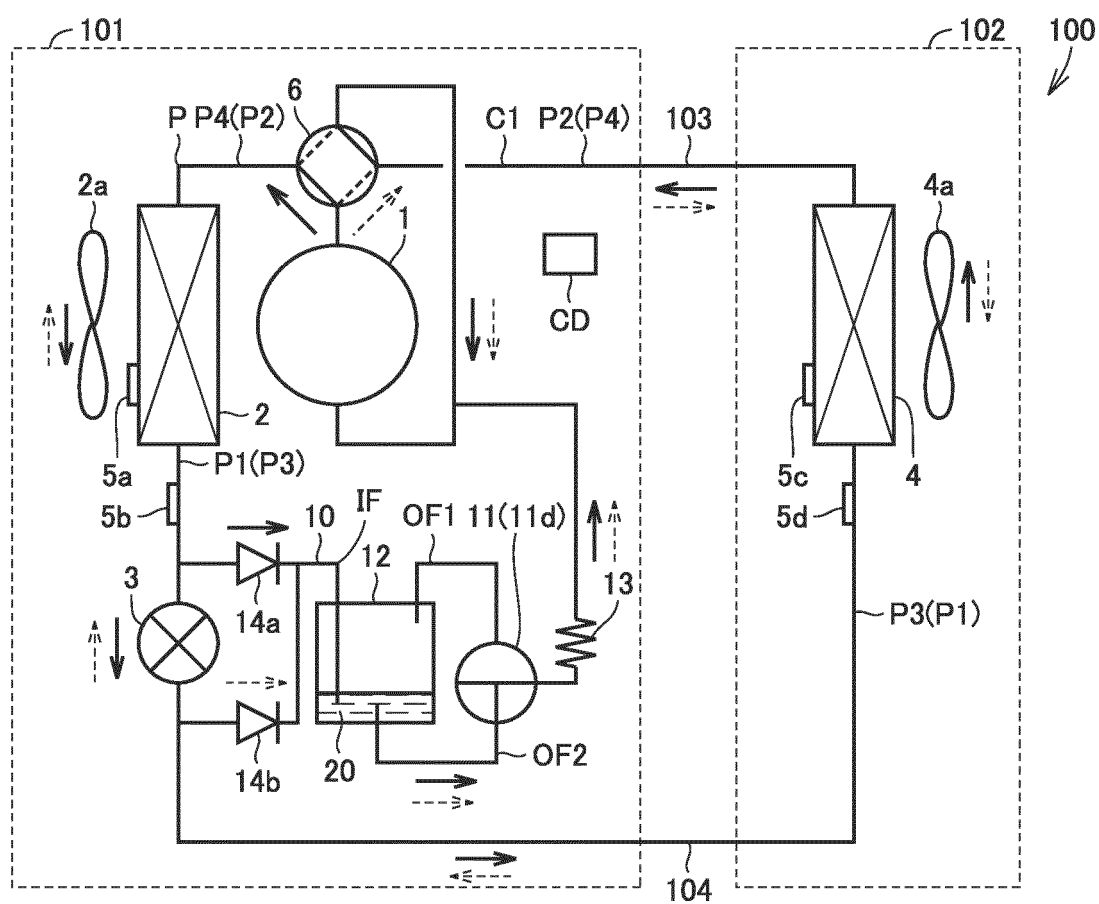 101
102
100
6
P P4(P2)
C1 P2(P4)
103
2a
1
4a
CD
2
5a
P1(P3)
5c
4
5b
10
IF
OF1
11(11d)
5d
12
3
14a
13
P3(P1)
14b
20
OF2
104